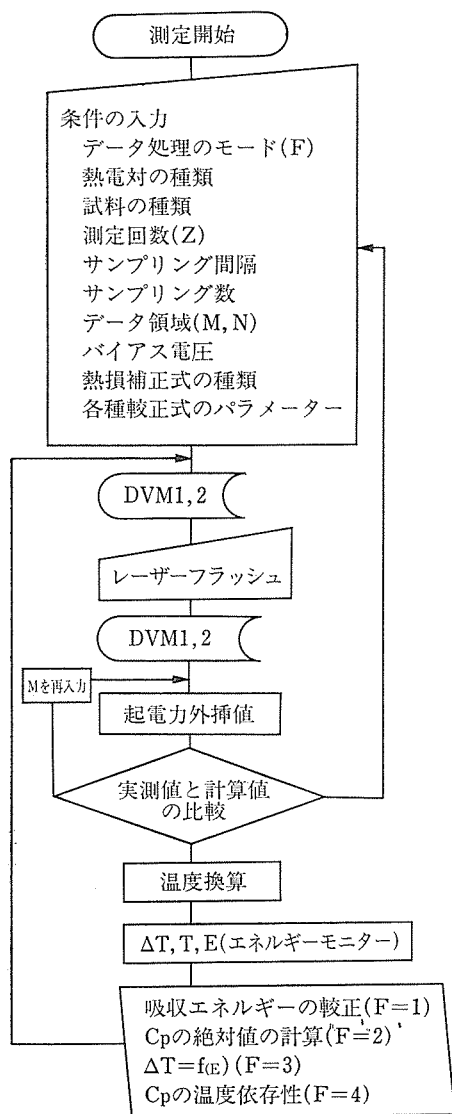 測定開始
条件の入力
データ処理のモード(F)
熱電対の種類
試料の種類
測定回数(Z)
サンプリング間隔
サンプリング数
データ領域(M, N)
バイアス電圧
熱損補正式の種類
各種較正式のパラメーター
DVM1, 2
レーザーフラッシュ
DVM1, 2
Mを再入力
起電力外挿値
実測値と計算値
の比較
温度換算
ΔT, T, E(エネルギーモニター)
吸収エネルギーの較正(F=1)
Cpの絶対値の計算(F=2)
ΔT=f(E) (F=3)
Cpの温度依存性(F=4)